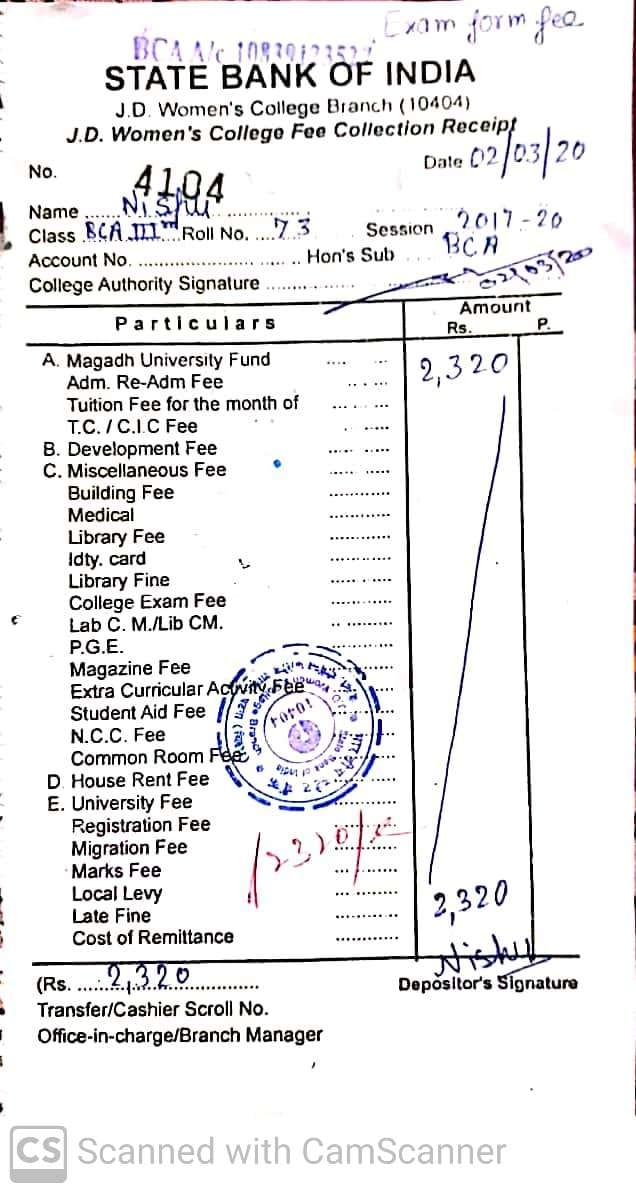 Exam form fee
BCA A/c
STATE BANK OF INDIA
J.D. Women's College Branch (10404)
J.D. Women's College Fee Collection Receipt
No. 4104 Date 02/03/20
Name ...... Nishu ..................
Class BCA III Roll No. .... 73 Session 2017-20
Account No. ........................... Hon's Sub .... BCA
College Authority Signature .............. 02/03/20
Particulars Amount Rs. P.
A. Magadh University Fund 2,320
Adm. Re-Adm Fee
Tuition Fee for the month of
T.C. / C.I.C Fee
B. Development Fee
C. Miscellaneous Fee
Building Fee
Medical
Library Fee
Idty. card
Library Fine
College Exam Fee
Lab C. M./Lib CM.
P.G.E.
Magazine Fee
Extra Curricular Activity Fee
Student Aid Fee
N.C.C. Fee
Common Room Fee
D. House Rent Fee
E. University Fee
Registration Fee
Migration Fee
Marks Fee
Local Levy 2,320
Late Fine
Cost of Remittance
Nishu
(Rs. ...... 2,320 ............... Depositor's Signature
Transfer/Cashier Scroll No.
Office-in-charge/Branch Manager
CS Scanned with CamScanner